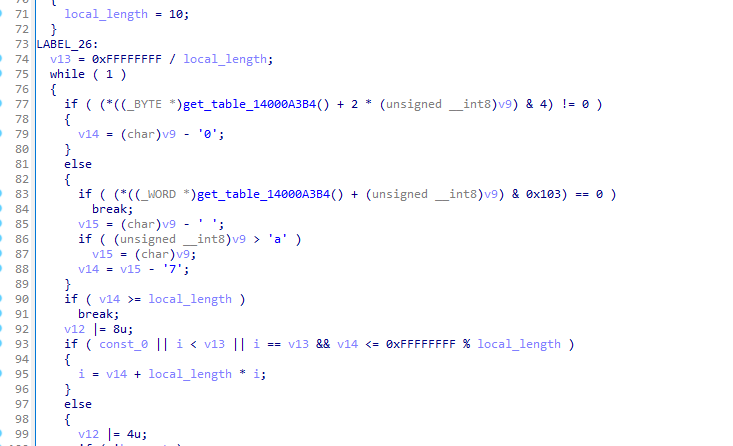 71 local_length = 10;
72 }
73 LABEL_26:
74 v13 = 0xFFFFFFFF / local_length;
75 while ( 1 )
76 {
77 if ( (*((_BYTE *)get_table_14000A3B4() + 2 * (unsigned __int8)v9) & 4) != 0 )
78 {
79 v14 = (char)v9 - '0';
80 }
81 else
82 {
83 if ( (*((_WORD *)get_table_14000A3B4() + (unsigned __int8)v9) & 0x103) == 0 )
84 break;
85 v15 = (char)v9 - ' ';
86 if ( (unsigned __int8)v9 > 'a' )
87 v15 = (char)v9;
88 v14 = v15 - '7';
89 }
90 if ( v14 >= local_length )
91 break;
92 v12 |= 8u;
93 if ( const_0 || i < v13 || i == v13 && v14 <= 0xFFFFFFFF % local_length )
94 {
95 i = v14 + local_length * i;
96 }
97 else
98 {
99 v12 |= 4u;